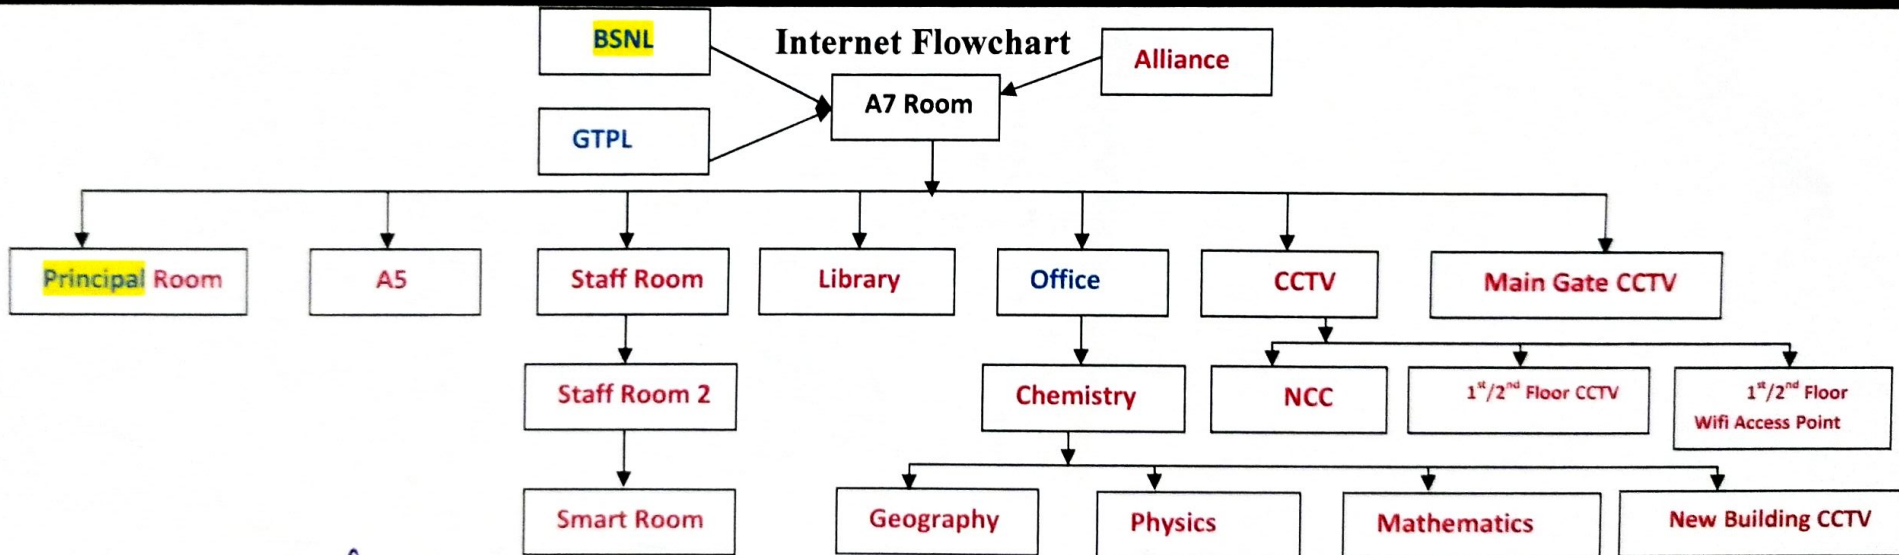 BSNL
Internet Flowchart
Alliance
A7 Room
GTPL
Principal Room
A5
Staff Room
Library
Office
CCTV
Main Gate CCTV
Staff Room 2
Chemistry
NCC
1st/2nd Floor CCTV
1st/2nd Floor
Wifi Access Point
Smart Room
Geography
Physics
Mathematics
New Building CCTV